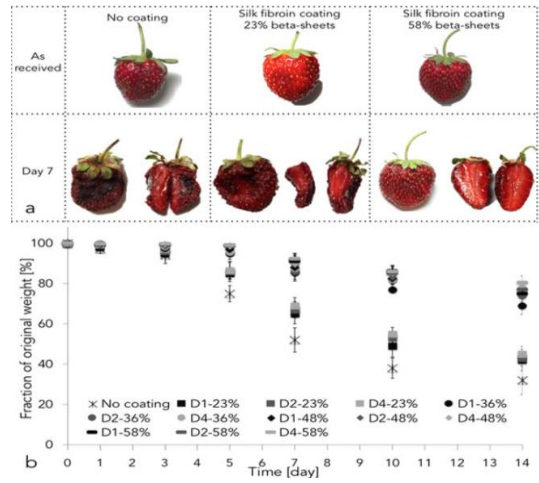 No coating
Silk fibroin coating
23% beta-sheets
Silk fibroin coating
58% beta-sheets
As
received
Day 7
a
Fraction of original weight [%]
100
80
60
40
20
0
No coating D1-23% D2-23% D4-23% D1-36%
D2-36% D4-36% D1-48% D2-48% D4-48%
D1-58% D2-58% D4-58%
0 1 2 3 4 5 6 7 8 9 10 11 12 13 14
Time [day]
b